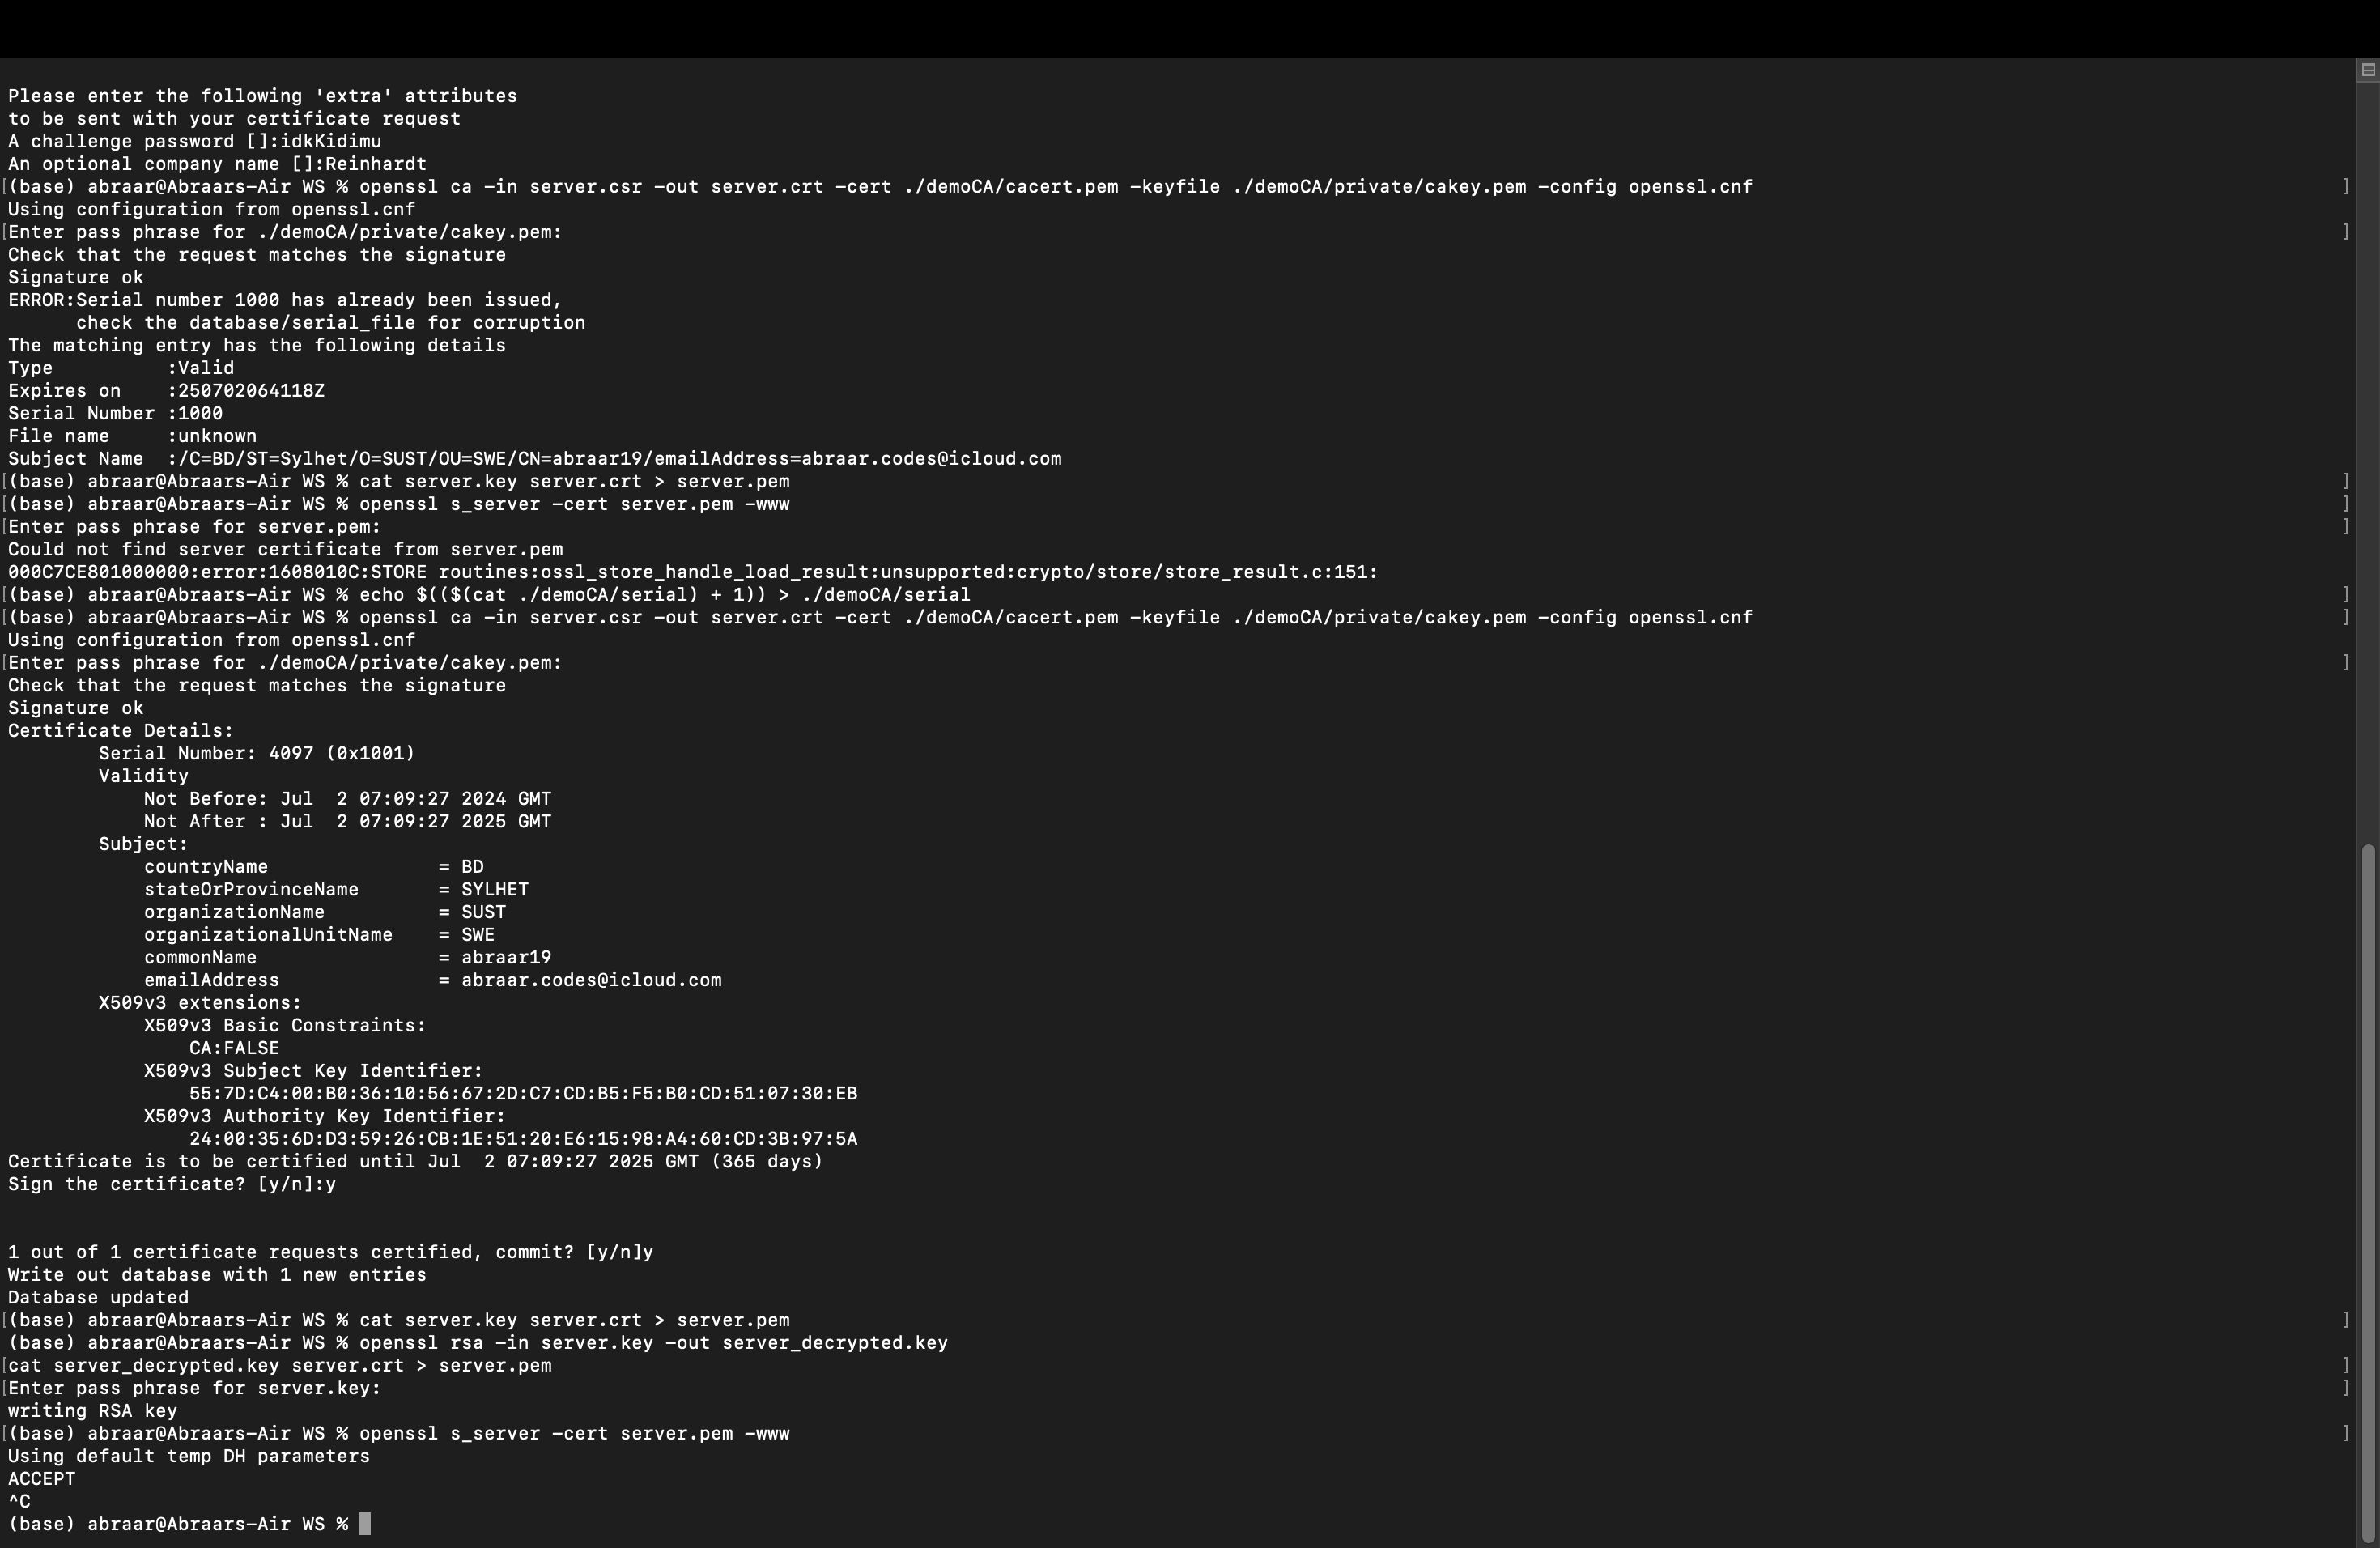 Please enter the following 'extra' attributes
to be sent with your certificate request
A challenge password []:idkKidimu
An optional company name []:Reinhardt
[(base) abraar@Abraars-Air WS % openssl ca -in server.csr -out server.crt -cert ./demoCA/cacert.pem -keyfile ./demoCA/private/cakey.pem -config openssl.cnf ]
Using configuration from openssl.cnf
[Enter pass phrase for ./demoCA/private/cakey.pem: ]
Check that the request matches the signature
Signature ok
ERROR:Serial number 1000 has already been issued,
      check the database/serial_file for corruption
The matching entry has the following details
Type          :Valid
Expires on    :250702064118Z
Serial Number :1000
File name     :unknown
Subject Name  :/C=BD/ST=Sylhet/O=SUST/OU=SWE/CN=abraar19/emailAddress=abraar.codes@icloud.com
[(base) abraar@Abraars-Air WS % cat server.key server.crt > server.pem ]
[(base) abraar@Abraars-Air WS % openssl s_server -cert server.pem -www ]
[Enter pass phrase for server.pem: ]
Could not find server certificate from server.pem
000C7CE801000000:error:1608010C:STORE routines:ossl_store_handle_load_result:unsupported:crypto/store/store_result.c:151:
[(base) abraar@Abraars-Air WS % echo $(($(cat ./demoCA/serial) + 1)) > ./demoCA/serial ]
[(base) abraar@Abraars-Air WS % openssl ca -in server.csr -out server.crt -cert ./demoCA/cacert.pem -keyfile ./demoCA/private/cakey.pem -config openssl.cnf ]
Using configuration from openssl.cnf
[Enter pass phrase for ./demoCA/private/cakey.pem: ]
Check that the request matches the signature
Signature ok
Certificate Details:
        Serial Number: 4097 (0x1001)
        Validity
            Not Before: Jul  2 07:09:27 2024 GMT
            Not After : Jul  2 07:09:27 2025 GMT
        Subject:
            countryName               = BD
            stateOrProvinceName       = SYLHET
            organizationName          = SUST
            organizationalUnitName    = SWE
            commonName                = abraar19
            emailAddress              = abraar.codes@icloud.com
        X509v3 extensions:
            X509v3 Basic Constraints:
                CA:FALSE
            X509v3 Subject Key Identifier:
                55:7D:C4:00:B0:36:10:56:67:2D:C7:CD:B5:F5:B0:CD:51:07:30:EB
            X509v3 Authority Key Identifier:
                24:00:35:6D:D3:59:26:CB:1E:51:20:E6:15:98:A4:60:CD:3B:97:5A
Certificate is to be certified until Jul  2 07:09:27 2025 GMT (365 days)
Sign the certificate? [y/n]:y
1 out of 1 certificate requests certified, commit? [y/n]y
Write out database with 1 new entries
Database updated
[(base) abraar@Abraars-Air WS % cat server.key server.crt > server.pem ]
(base) abraar@Abraars-Air WS % openssl rsa -in server.key -out server_decrypted.key
[cat server_decrypted.key server.crt > server.pem ]
[Enter pass phrase for server.key: ]
writing RSA key
[(base) abraar@Abraars-Air WS % openssl s_server -cert server.pem -www ]
Using default temp DH parameters
ACCEPT
^C
(base) abraar@Abraars-Air WS %